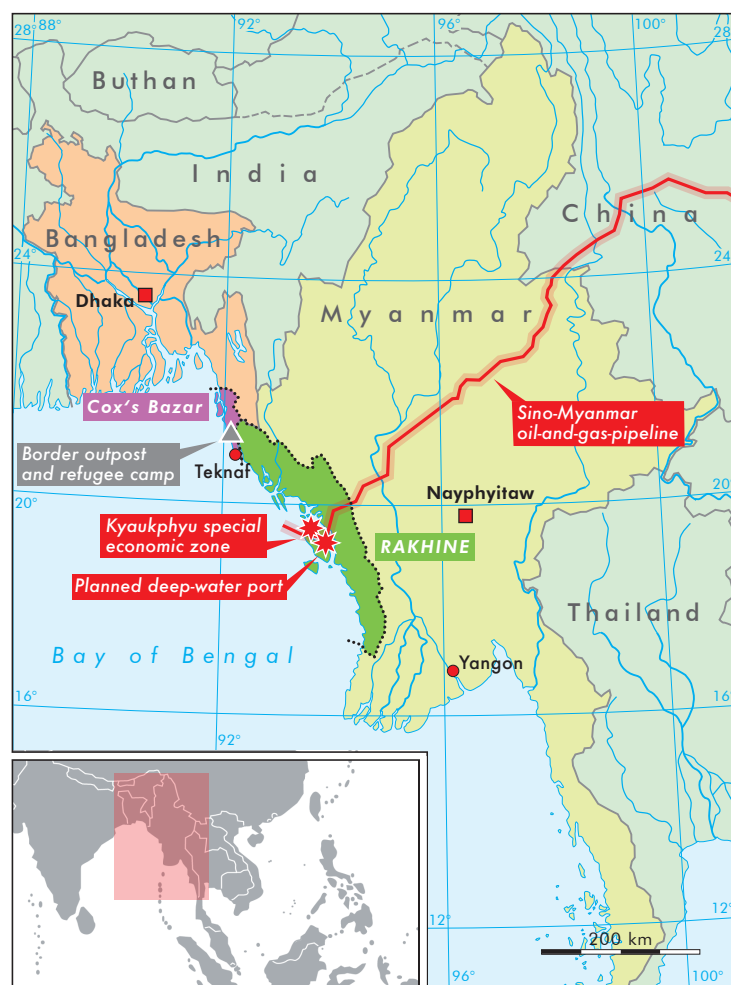 28°
88°
92°
96°
100°
28°
Buthan
India
China
Bangladesh
24°
24°
Dhaka
Myanmar
Cox's Bazar
Sino-Myanmar
oil-and-gas-pipeline
Border outpost
and refugee camp
Teknaf
20°
20°
Nayphyitaw
Kyaukphyu special
economic zone
RAKHINE
Planned deep-water port
Thailand
Bay of Bengal
Yangon
16°
16°
92°
12°
12°
200 km
96°
100°